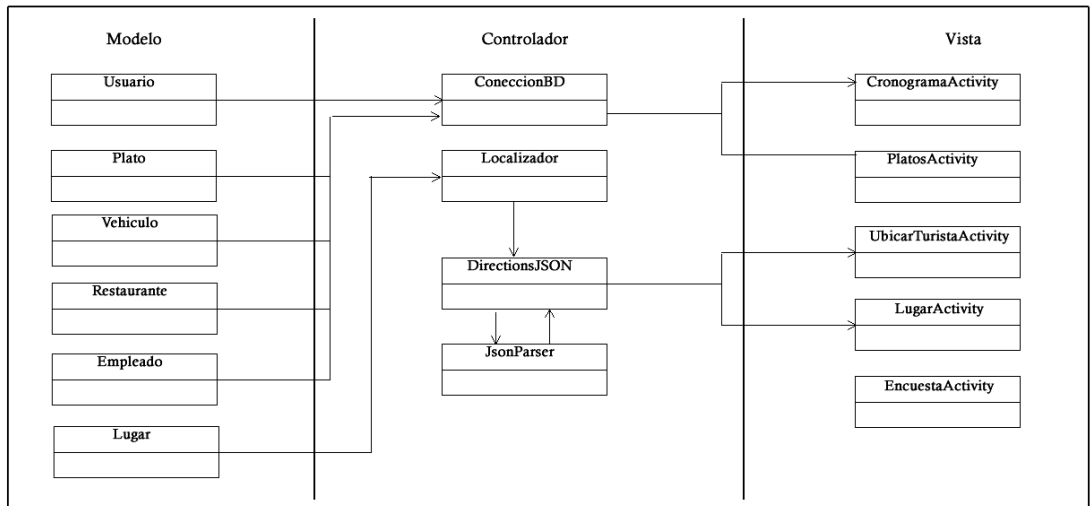 Modelo
Controlador
Vista
Usuario
Plato
Vehiculo
Restaurante
Empleado
Lugar
ConeccionBD
Localizador
DirectionsJSON
JsonParser
CronogramaActivity
PlatosActivity
UbicarTuristaActivity
LugarActivity
EncuestaActivity